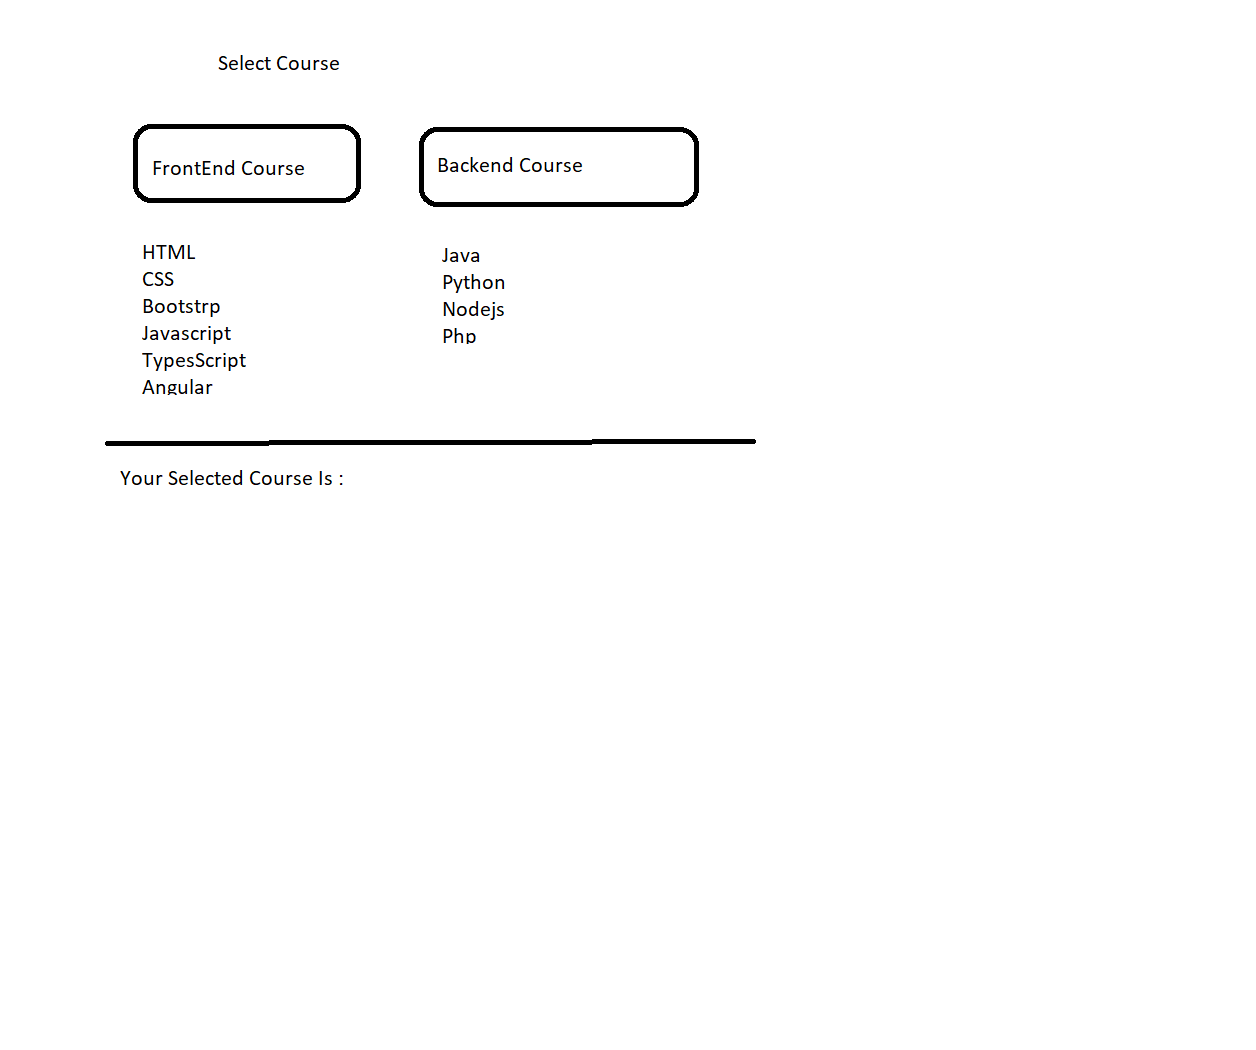 Select Course
FrontEnd Course
Backend Course
HTML
CSS
Bootstrp
Javascript
TypesScript
Angular
Java
Python
Nodejs
Php
Your Selected Course Is :